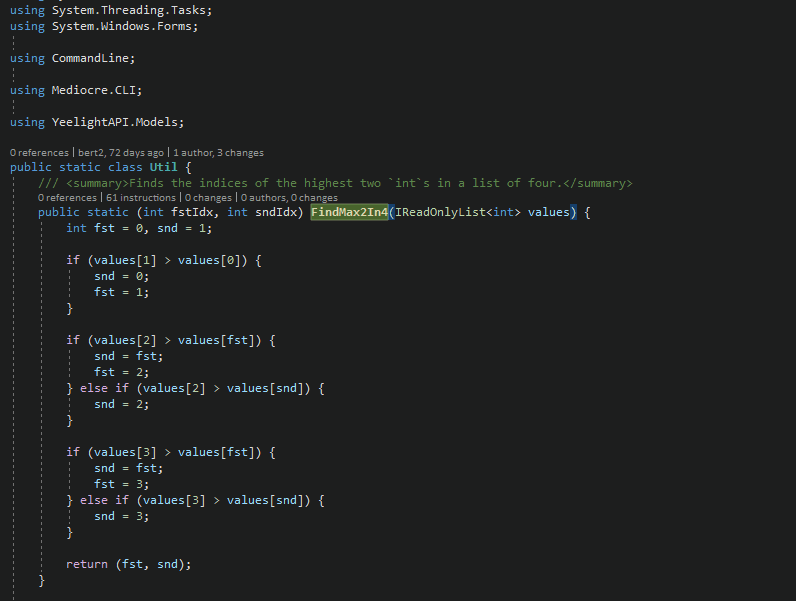 using System.Threading.Tasks;
using System.Windows.Forms;
using CommandLine;
using Mediocre.CLI;
using YeelightAPI.Models;
0 references | bert2, 72 days ago | 1 author, 3 changes
public static class Util {
/// <summary>Finds the indices of the highest two `int`s in a list of four.</summary>
0 references | 61 instructions | 0 changes | 0 authors, 0 changes
public static (int fstIdx, int sndIdx) FindMax2In4(IReadOnlyList<int> values) {
int fst = 0, snd = 1;
if (values[1] > values[0]) {
snd = 0;
fst = 1;
}
if (values[2] > values[fst]) {
snd = fst;
fst = 2;
} else if (values[2] > values[snd]) {
snd = 2;
}
if (values[3] > values[fst]) {
snd = fst;
fst = 3;
} else if (values[3] > values[snd]) {
snd = 3;
}
return (fst, snd);
}